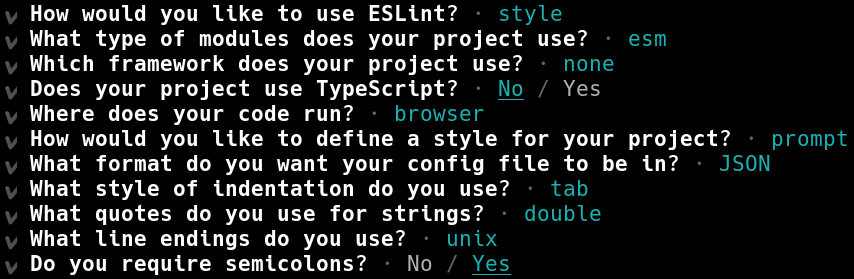 ✔ How would you like to use ESLint? · style
✔ What type of modules does your project use? · esm
✔ Which framework does your project use? · none
✔ Does your project use TypeScript? · No / Yes
✔ Where does your code run? · browser
✔ How would you like to define a style for your project? · prompt
✔ What format do you want your config file to be in? · JSON
✔ What style of indentation do you use? · tab
✔ What quotes do you use for strings? · double
✔ What line endings do you use? · unix
✔ Do you require semicolons? · No / Yes